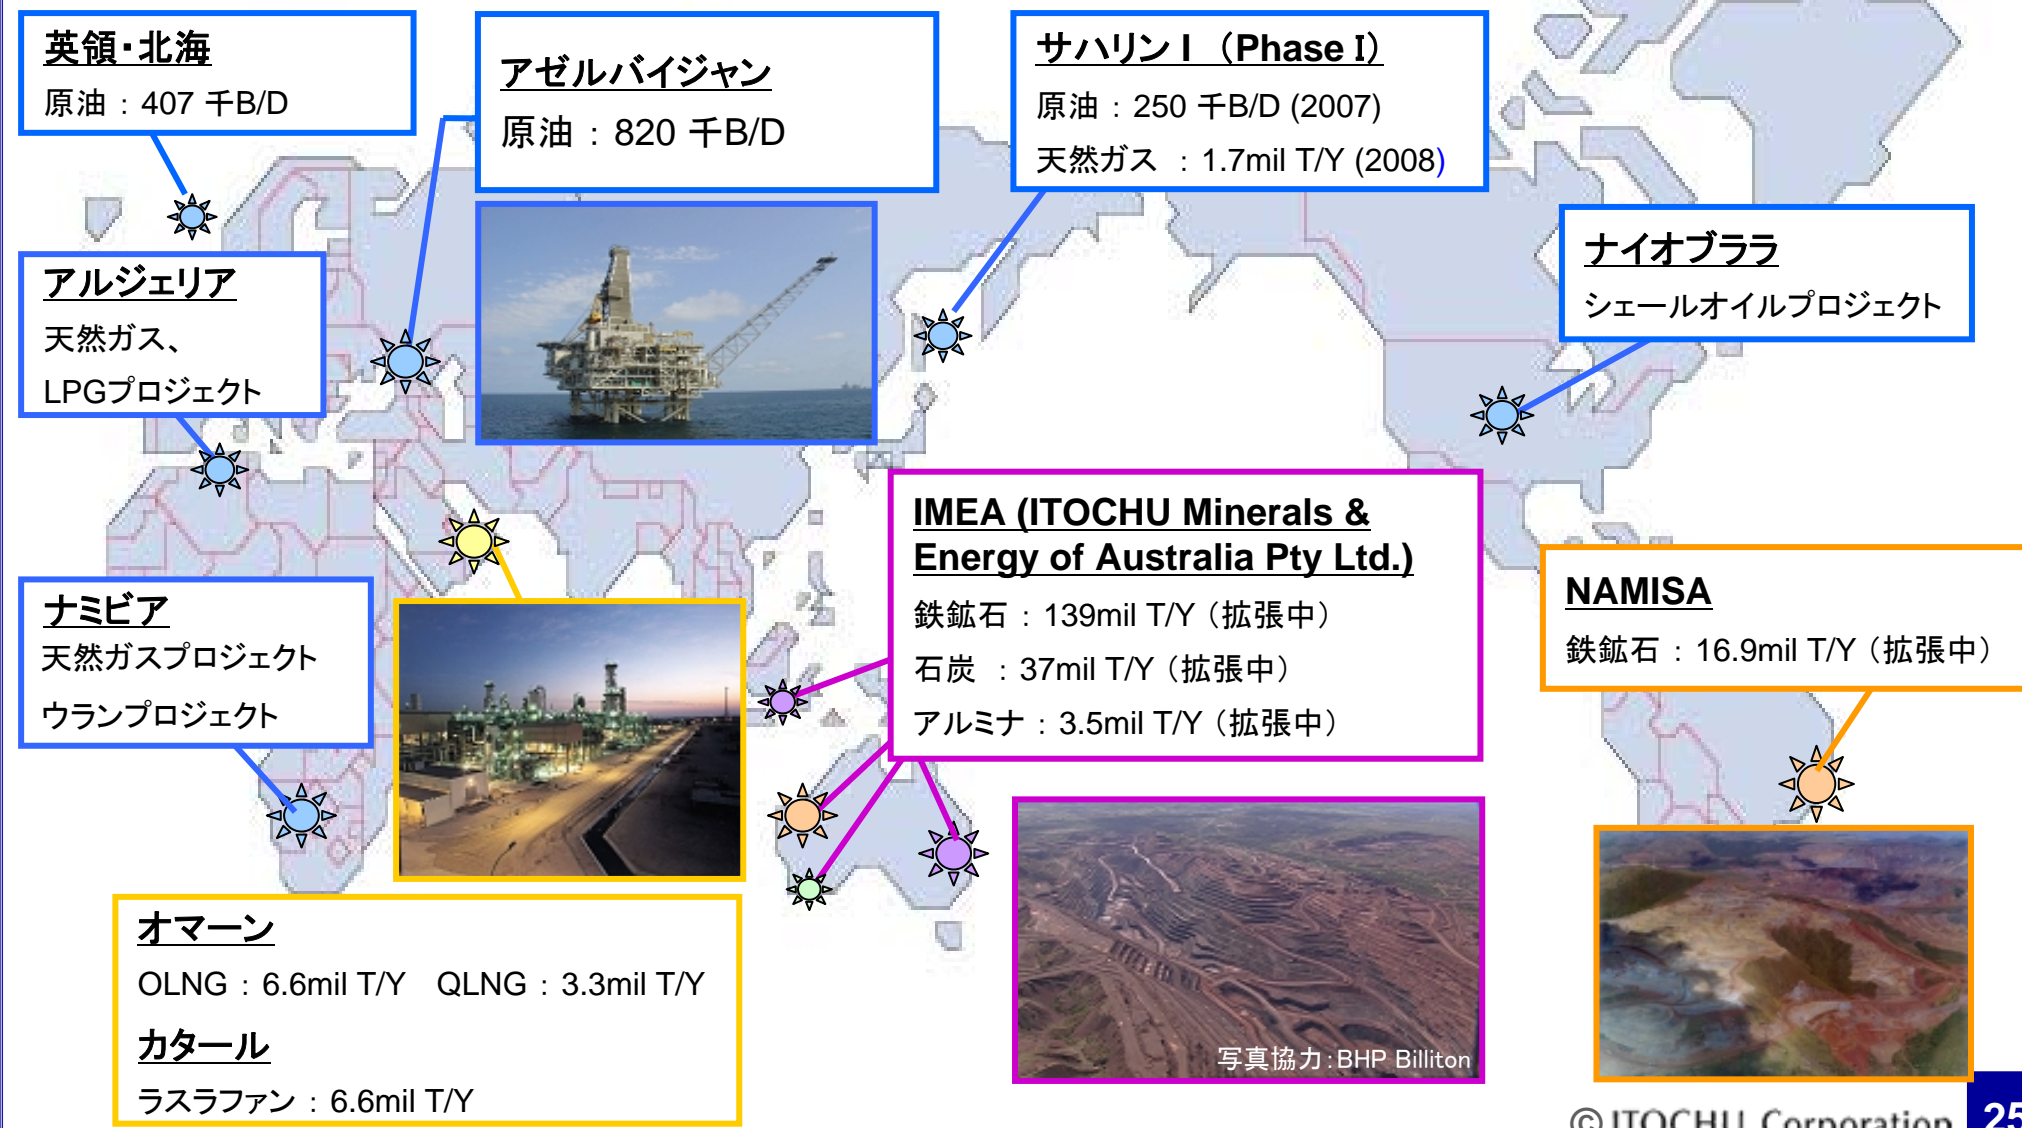 英領・北海
原油 : 407 千B/D
アゼルバイジャン
原油 : 820 千B/D
サハリン I （Phase I）
原油 : 250 千B/D (2007)
天然ガス : 1.7mil T/Y (2008)
アルジェリア
天然ガス、
LPGプロジェクト
ナイオブララ
シェールオイルプロジェクト
IMEA (ITOCHU Minerals &
Energy of Australia Pty Ltd.)
鉄鉱石 : 139mil T/Y（拡張中）
石炭 : 37mil T/Y（拡張中）
アルミナ : 3.5mil T/Y（拡張中）
NAMISA
鉄鉱石 : 16.9mil T/Y（拡張中）
ナミビア
天然ガスプロジェクト
ウランプロジェクト
オマーン
OLNG : 6.6mil T/Y QLNG : 3.3mil T/Y
カタール
ラスラファン : 6.6mil T/Y
写真協力：BHP Billiton
© ITOCHU Corporation
25